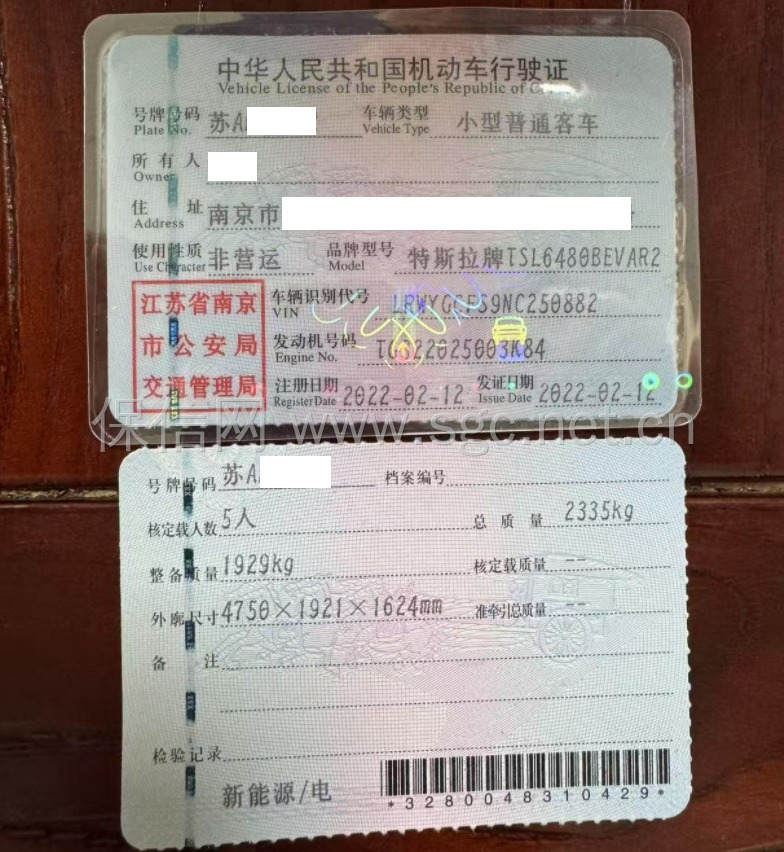 中华人民共和国机动车行驶证
Vehicle License of the People's Republic of
号牌号码 苏A 车辆类型 小型普通客车
Plate No. Vehicle Type
所有人
Owner
住址 南京市
Address
使用性质 非营运 品牌型号 特斯拉牌TSL6480BEVAR2
Use Character Model
江苏省南京
市公安局
交通管理局
车辆识别代号
VIN
发动机号码
Engine No.
注册日期 2022-02-12 发证日期 2022-02-12
Register Date Issue Date
保信网 www.sgc.net.cn
号牌号码 苏A 档案编号
核定载人数 5人 总质量 2335kg
整备质量 1929kg 核定载质量 --
外廓尺寸 4750×1921×1624mm 准牵引总质量 --
备注
检验记录
新能源/电
*3280048310429*